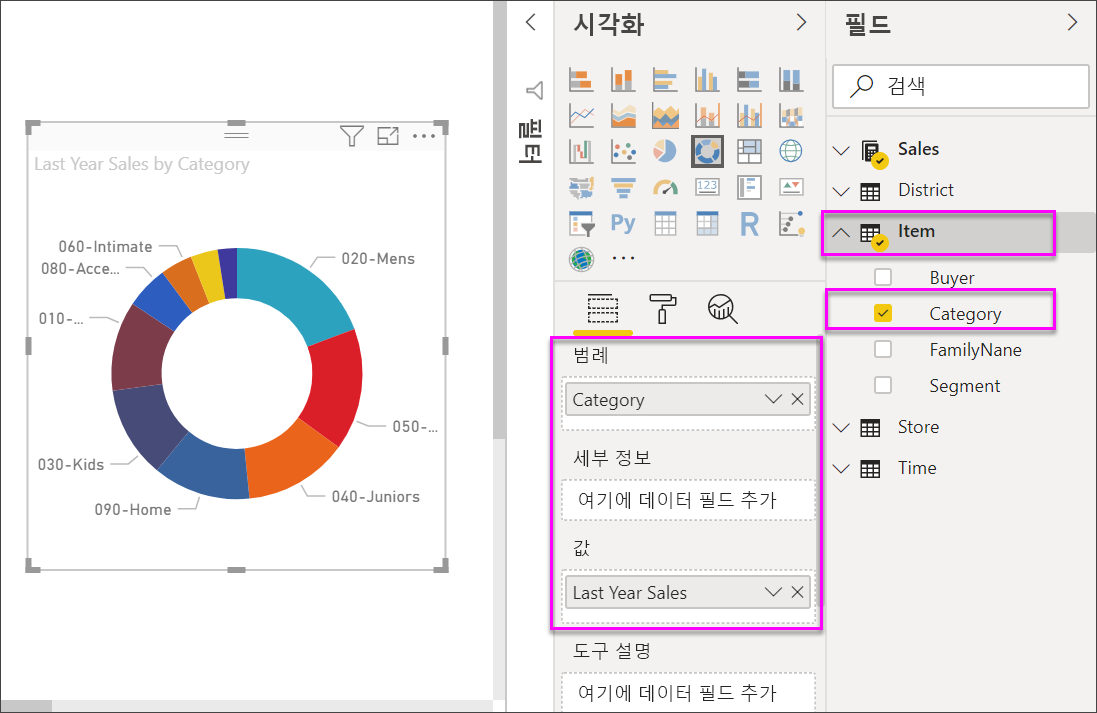 Last Year Sales by Category
060-Intimate
080-Acce...
010-...
030-Kids
090-Home
020-Mens
050-...
040-Juniors
필터
시각화
123
Py
R
범례
Category
세부 정보
여기에 데이터 필드 추가
값
Last Year Sales
도구 설명
여기에 데이터 필드 추가
필드
검색
Sales
District
Item
Buyer
Category
FamilyNane
Segment
Store
Time